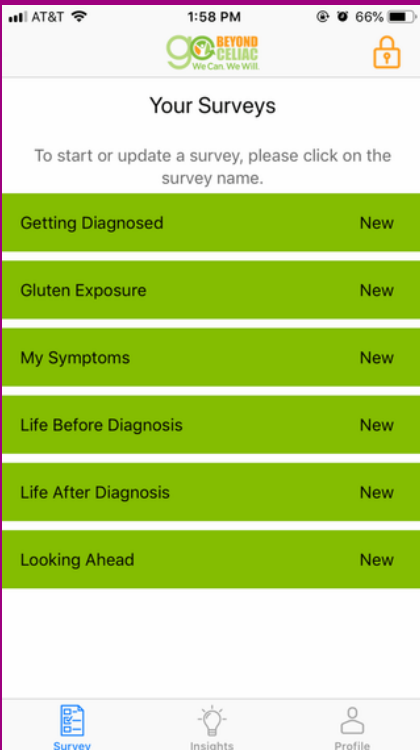 AT&T 1:58 PM 66%
go BEYOND
CELIAC
We Can. We Will.
Your Surveys
To start or update a survey, please click on the
survey name.
Getting Diagnosed New
Gluten Exposure New
My Symptoms New
Life Before Diagnosis New
Life After Diagnosis New
Looking Ahead New
Survey Insights Profile